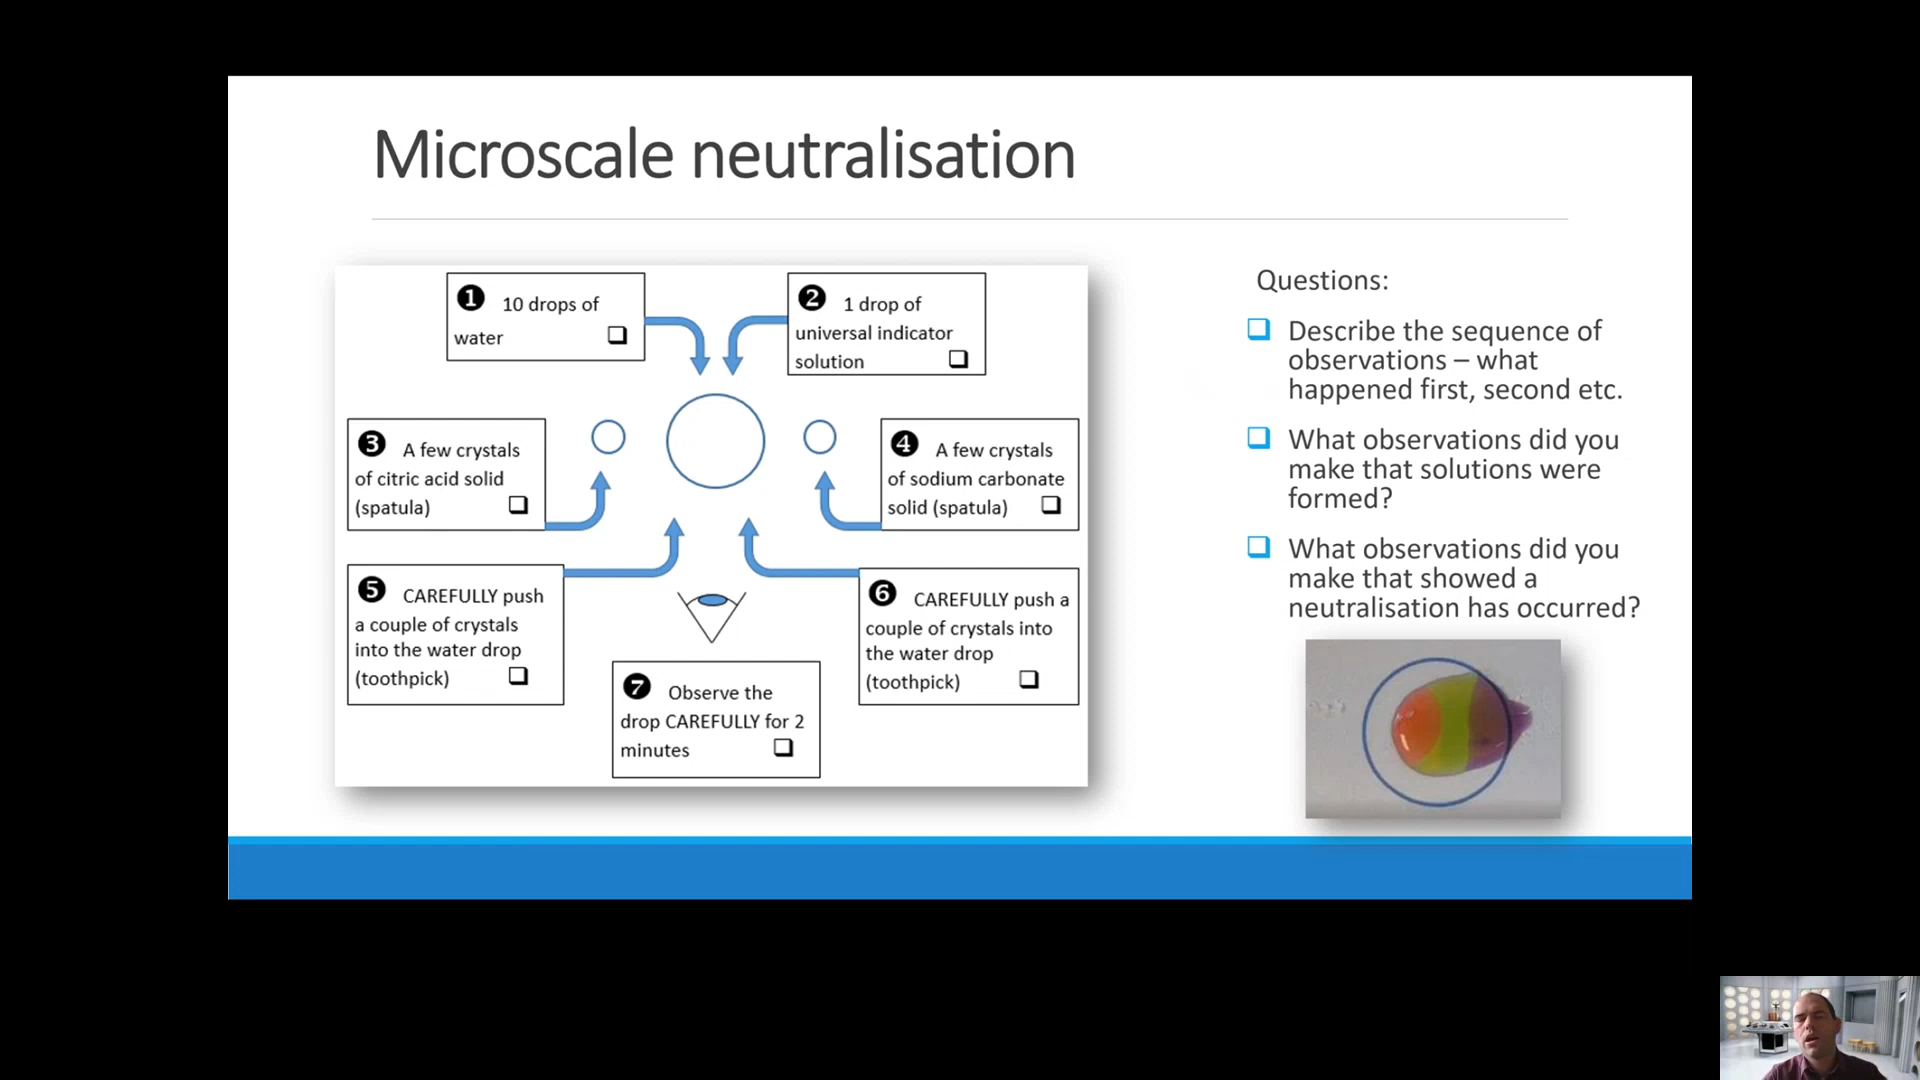 Microscale neutralisation
❶ 10 drops of
water ❑
❷ 1 drop of
universal indicator
solution ❑
❸ A few crystals
of citric acid solid
(spatula) ❑
❹ A few crystals
of sodium carbonate
solid (spatula) ❑
❺ CAREFULLY push
a couple of crystals
into the water drop
(toothpick) ❑
❻ CAREFULLY push a
couple of crystals into
the water drop
(toothpick) ❑
❼ Observe the
drop CAREFULLY for 2
minutes ❑
Questions:
❑ Describe the sequence of
observations – what
happened first, second etc.
❑ What observations did you
make that solutions were
formed?
❑ What observations did you
make that showed a
neutralisation has occurred?